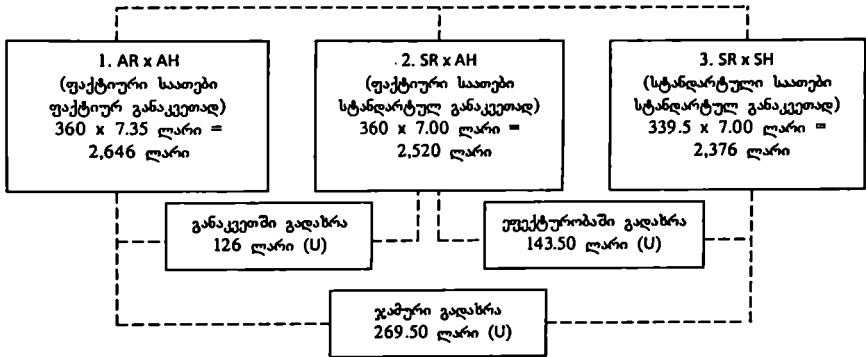 1. AR x AH
(ფაქტიური საათები
ფაქტიურ განაკვეთად)
360 x 7.35 ლარი =
2,646 ლარი
2. SR x AH
(ფაქტიური საათები
სტანდარტულ განაკვეთად)
360 x 7.00 ლარი =
2,520 ლარი
3. SR x SH
(სტანდარტული საათები
სტანდარტულ განაკვეთად)
339.5 x 7.00 ლარი =
2,376 ლარი
განაკვეთში გადახრა
126 ლარი (U)
ეფექტურობაში გადახრა
143.50 ლარი (U)
ჯამური გადახრა
269.50 ლარი (U)